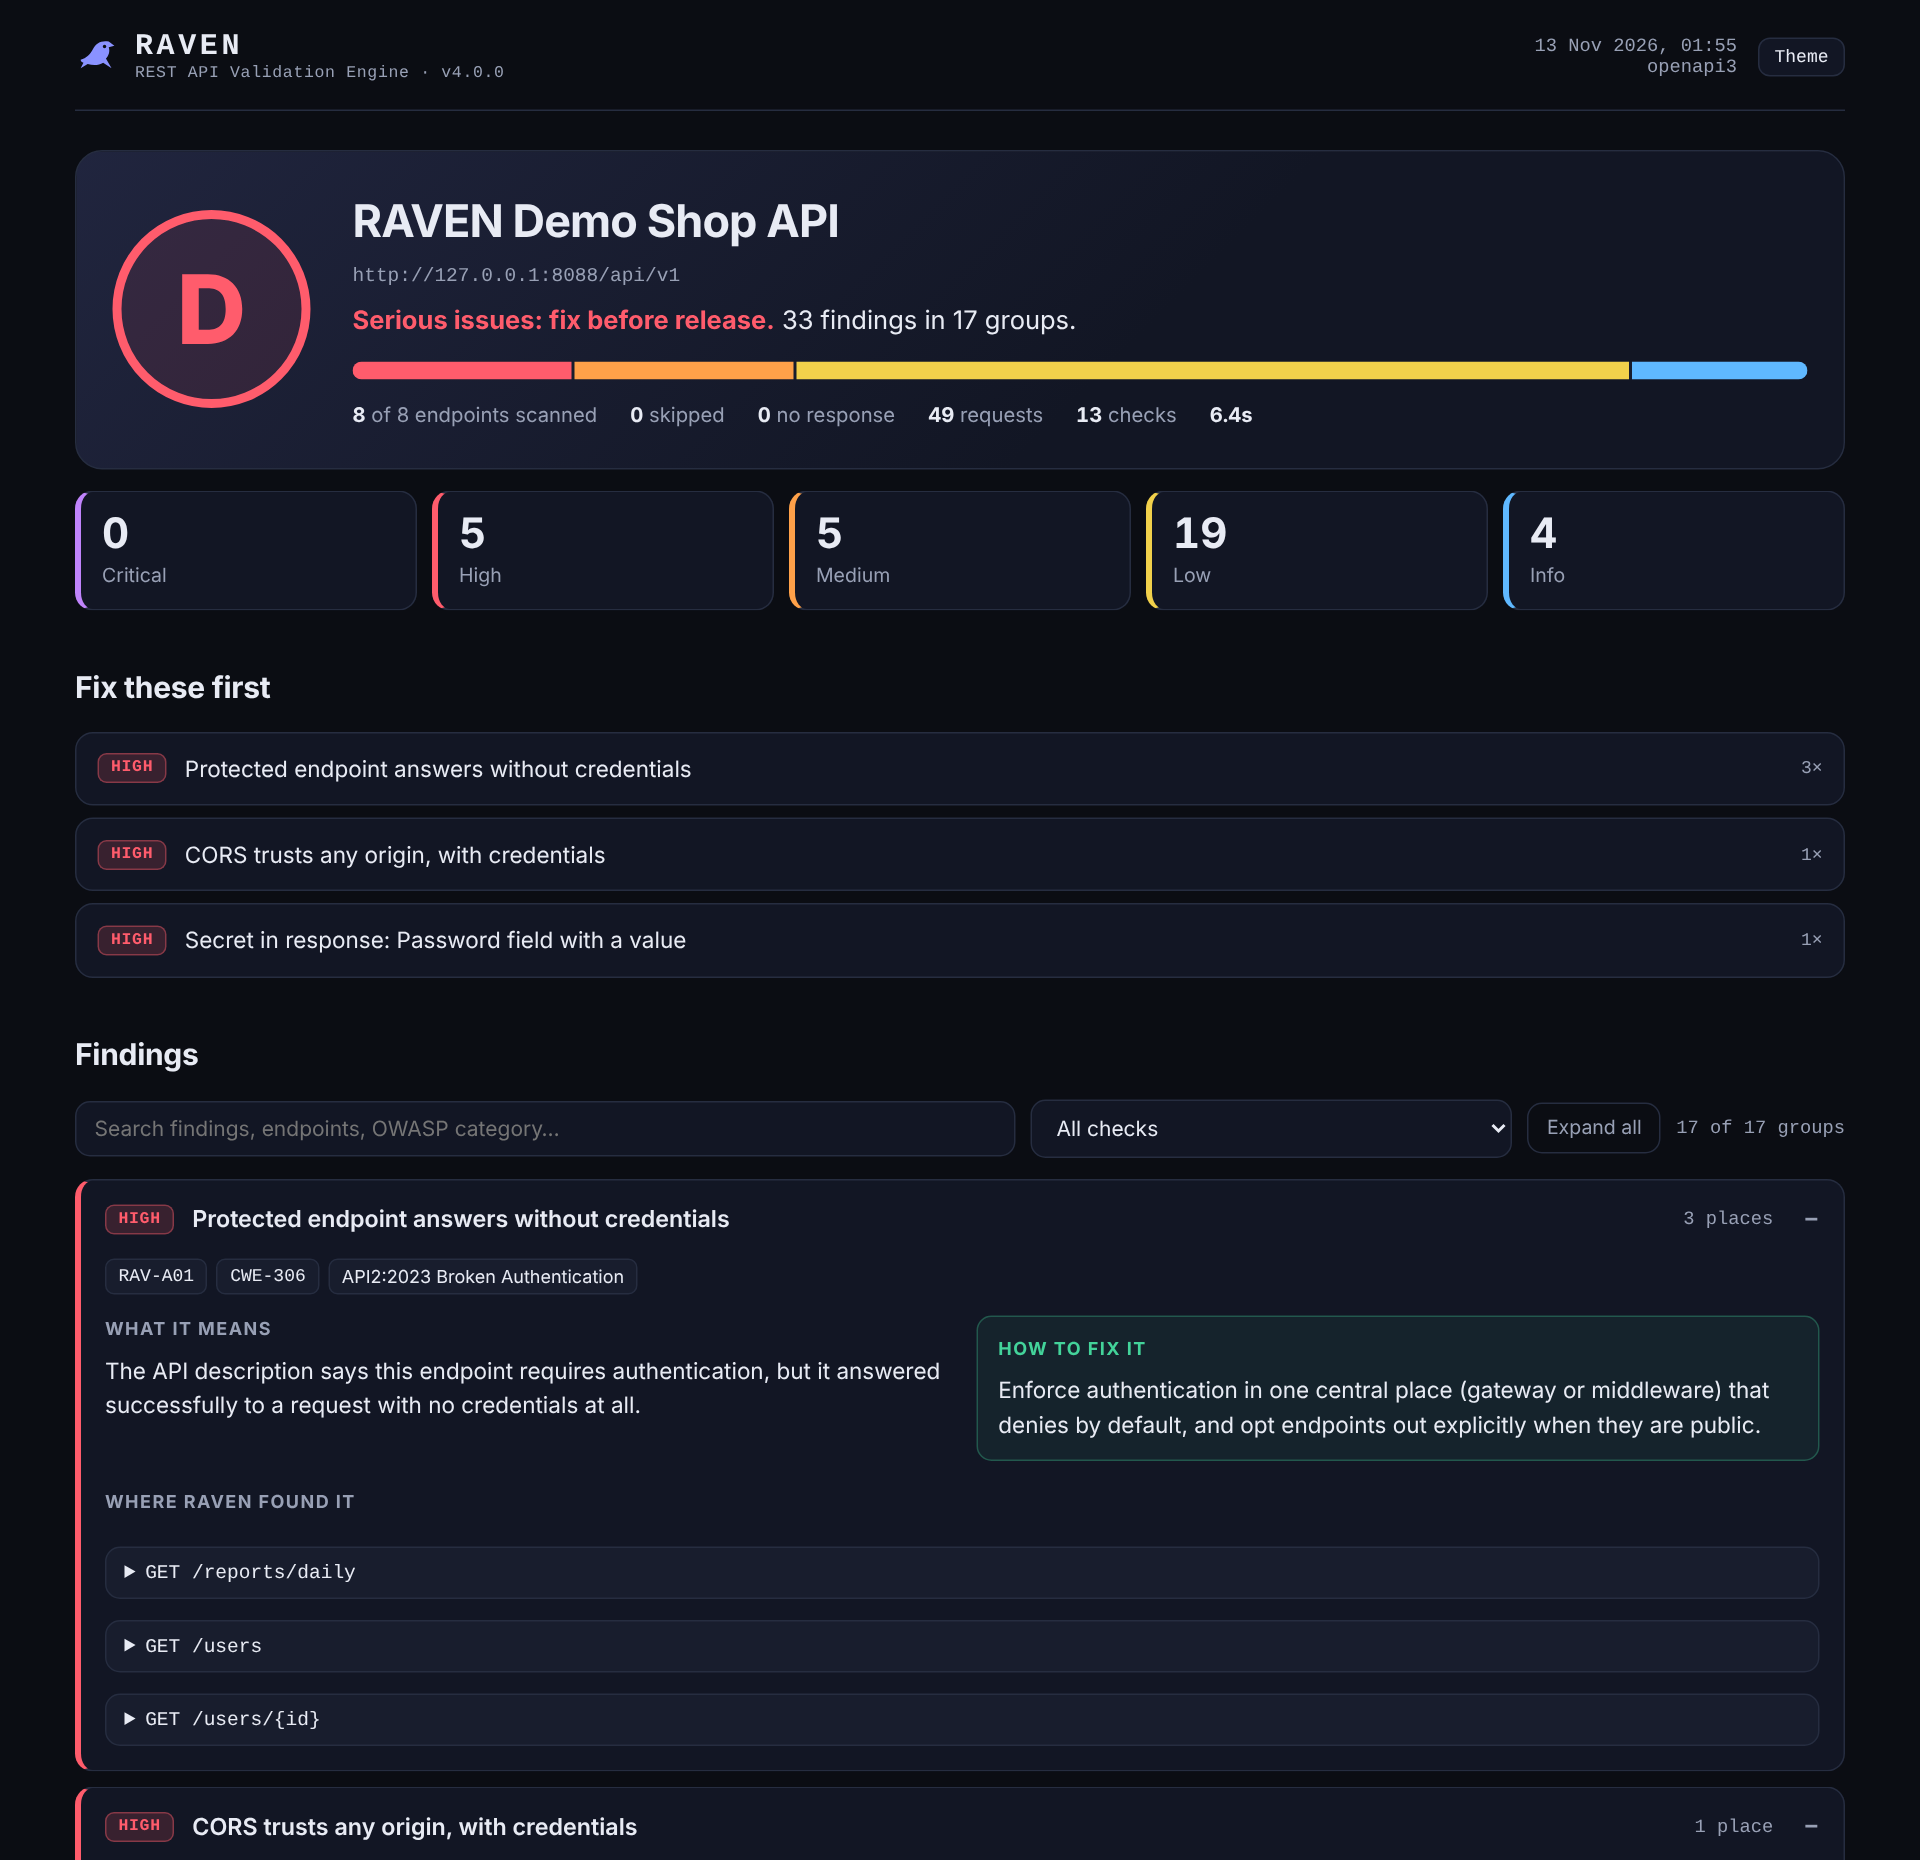 RAVEN
REST API Validation Engine · v4.0.0
13 Nov 2026, 01:55
openapi3
Theme
D
RAVEN Demo Shop API
http://127.0.0.1:8088/api/v1
Serious issues: fix before release. 33 findings in 17 groups.
8 of 8 endpoints scanned 0 skipped 0 no response 49 requests 13 checks 6.4s
0
Critical
5
High
5
Medium
19
Low
4
Info
Fix these first
HIGH Protected endpoint answers without credentials 3×
HIGH CORS trusts any origin, with credentials 1×
HIGH Secret in response: Password field with a value 1×
Findings
Search findings, endpoints, OWASP category…
All checks
Expand all
17 of 17 groups
HIGH Protected endpoint answers without credentials 3 places –
RAV-A01 CWE-306 API2:2023 Broken Authentication
WHAT IT MEANS
The API description says this endpoint requires authentication, but it answered
successfully to a request with no credentials at all.
HOW TO FIX IT
Enforce authentication in one central place (gateway or middleware) that
denies by default, and opt endpoints out explicitly when they are public.
WHERE RAVEN FOUND IT
GET /reports/daily
GET /users
GET /users/{id}
HIGH CORS trusts any origin, with credentials 1 place –